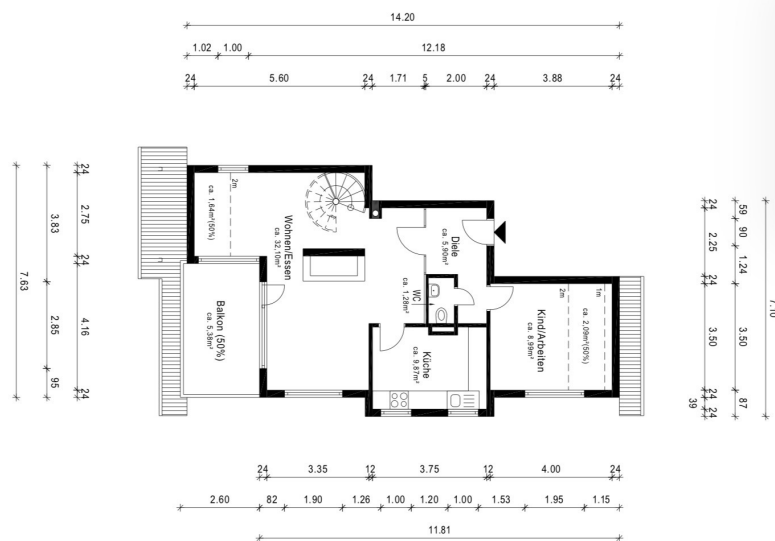 14.20
1.02 1.00 12.18
24 5.60 24 1.71 5 2.00 24 3.88 24
7.63
3.83 2.85 95
24 2.75 24 4.16 24
2m
ca. 1,64m²(50%)
Wohnen/Essen
ca. 32,10m²
Balkon (50%)
ca. 5,38m²
Diele
ca. 5,90m²
WC
ca. 1,28m²
Küche
ca. 9,87m²
Kind/Arbeiten
ca. 8,99m²
2m
1m
ca. 2,09m²(50%)
24 2.25 24 3.50 24 39 24
59 90 1.24 3.50 87
7.10
24 3.35 12 3.75 12 4.00 24
2.60 82 1.90 1.26 1.00 1.20 1.00 1.53 1.95 1.15
11.81